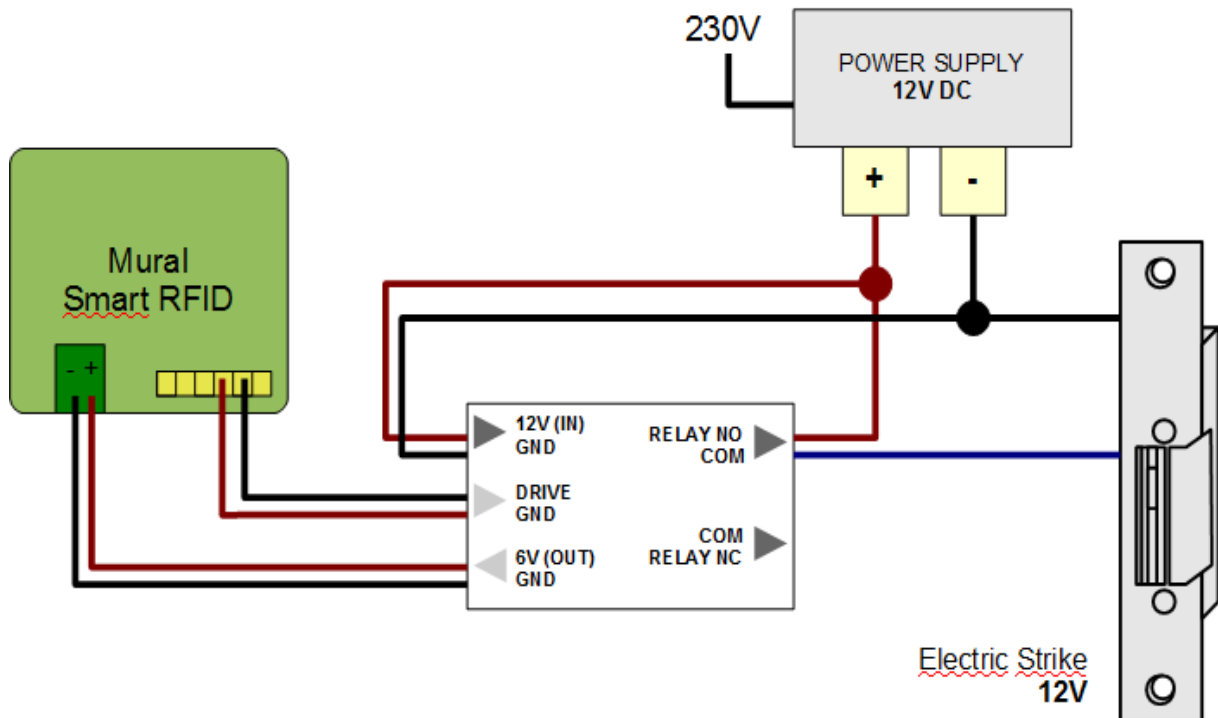 230V
POWER SUPPLY
12V DC
+ -
Mural
Smart RFID
- +
12V (IN)
GND
DRIVE
GND
6V (OUT)
GND
RELAY NO
COM
COM
RELAY NC
Electric Strike
12V